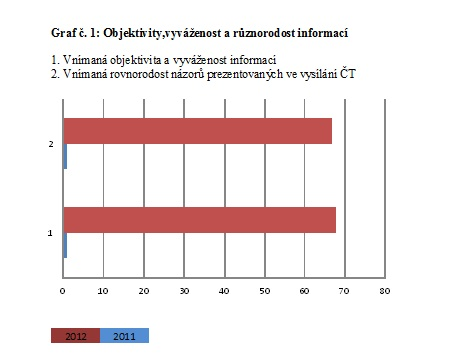 Graf č. 1: Objektivity,vyváženost a různorodost informací
1. Vnímaná objektivita a vyváženost informací
2. Vnímaná rovnorodost názorů prezentovaných ve vysílání ČT
2
1
0 10 20 30 40 50 60 70 80
2012 2011